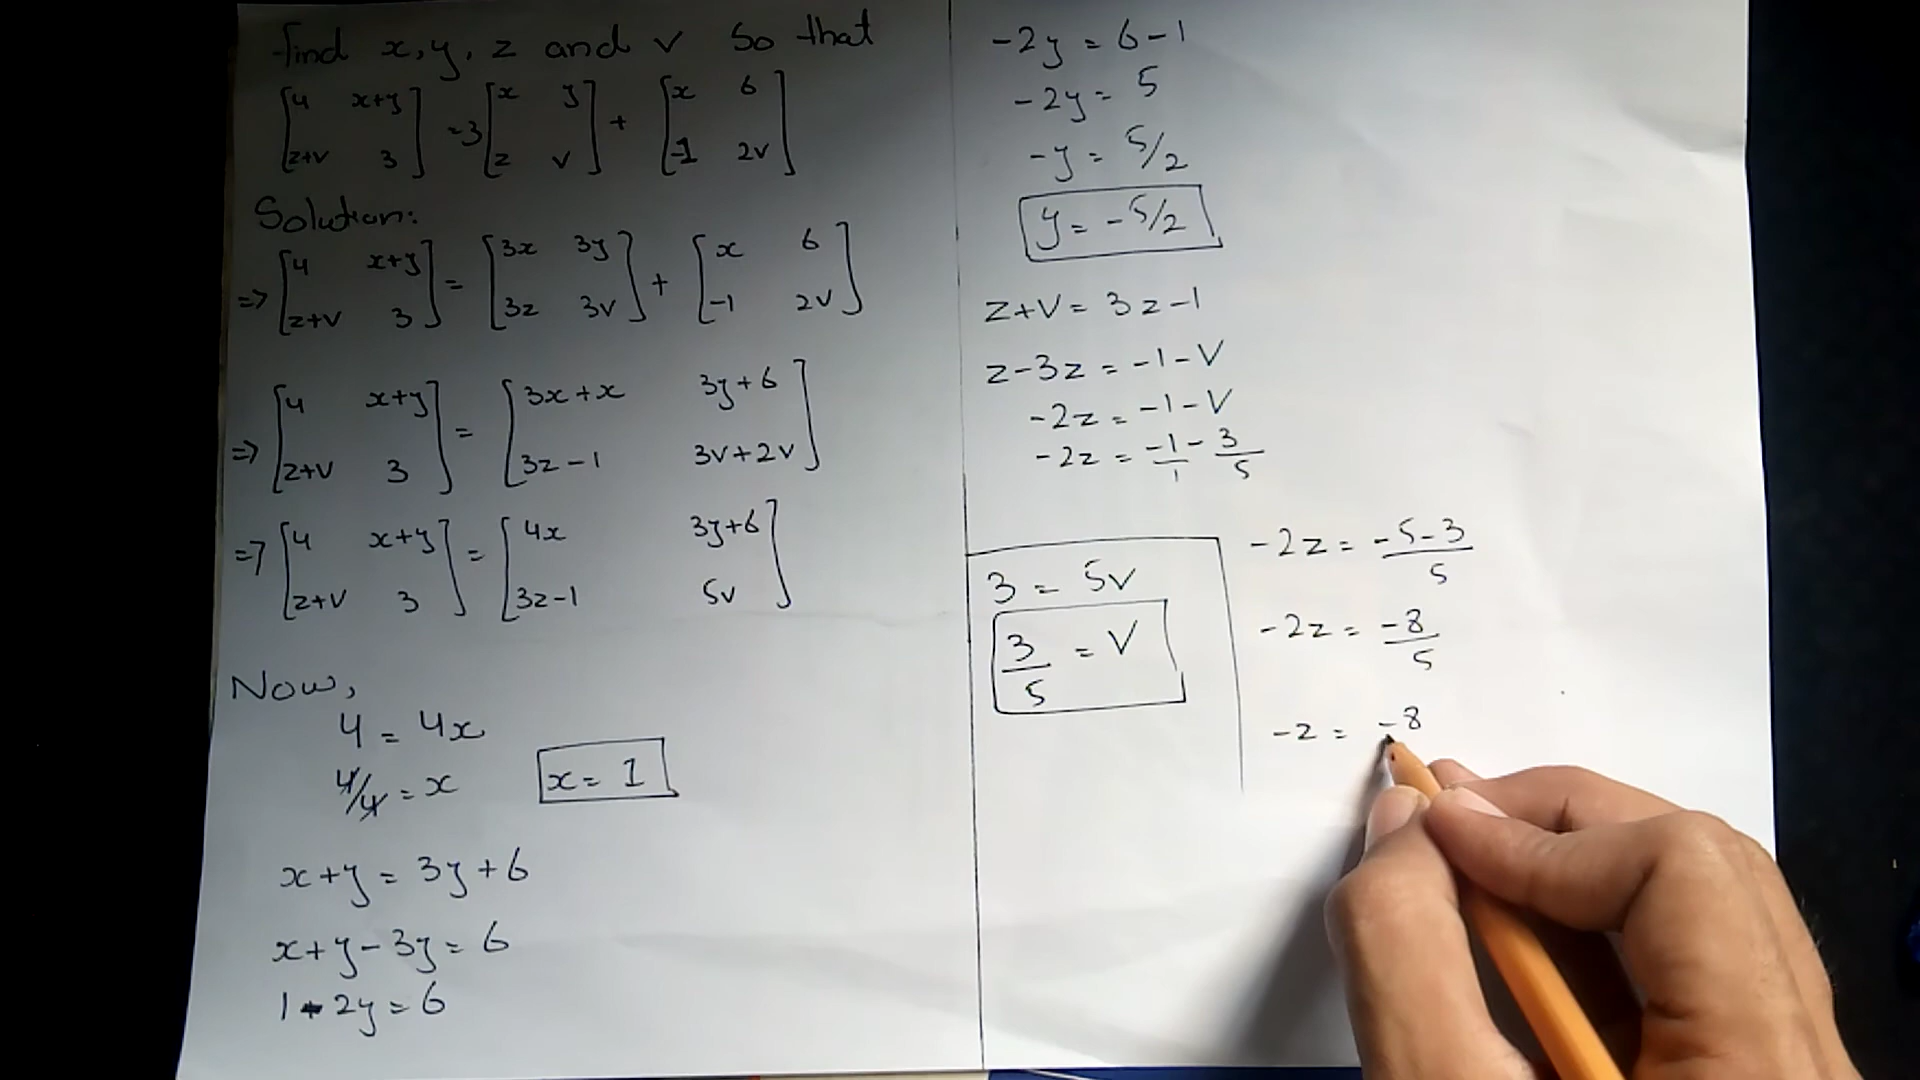 Find x, y, z and v So that
[4 x+y] =3 [x y] + [x 6]
[z+v 3] [z v] [-1 2v]
Solution:
=> [4 x+y] = [3x 3y] + [x 6]
[z+v 3] [3z 3v] [-1 2v]
=> [4 x+y] = [3x+x 3y+6]
[z+v 3] [3z-1 3v+2v]
=> [4 x+y] = [4x 3y+6]
[z+v 3] [3z-1 5v]
Now,
4 = 4x
4/4 = x
x = 1
x+y = 3y+6
x+y-3y = 6
1-2y = 6
-2y = 6-1
-2y = 5
-y = 5/2
y = -5/2
z+v = 3z-1
z-3z = -1-v
-2z = -1-v
-2z = -1/1 - 3/5
3 = 5v
3/5 = v
-2z = -5-3/5
-2z = -8/5
-z = -8